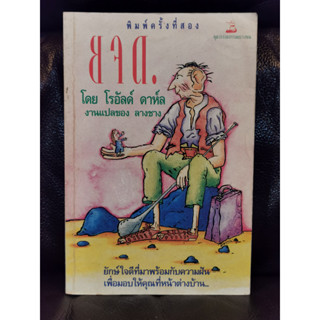 พิมพ์ครั้งที่สอง
ยจด.
โดย โรอัลด์ ดาห์ล
งานแปลของ สางซาง
ยักษ์ใจดีที่มาพร้อมกับความฝัน
เพื่อมอบให้คุณที่หน้าต่างบ้าน...